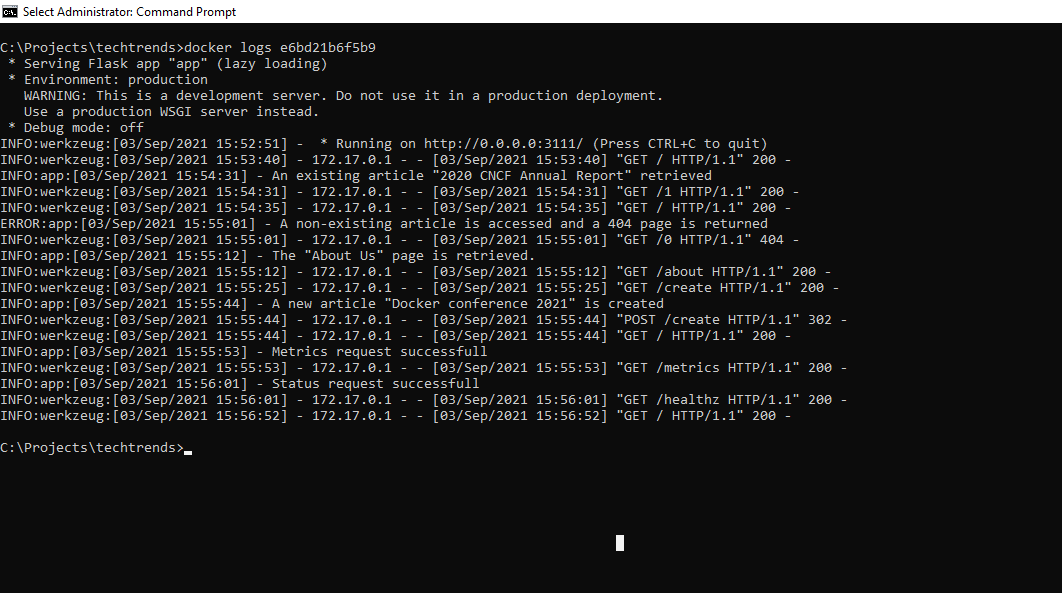 Select Administrator: Command Prompt
C:\Projects\techtrends>docker logs e6bd21b6f5b9
 * Serving Flask app "app" (lazy loading)
 * Environment: production
   WARNING: This is a development server. Do not use it in a production deployment.
   Use a production WSGI server instead.
 * Debug mode: off
INFO:werkzeug:[03/Sep/2021 15:52:51] -  * Running on http://0.0.0.0:3111/ (Press CTRL+C to quit)
INFO:werkzeug:[03/Sep/2021 15:53:40] - 172.17.0.1 - - [03/Sep/2021 15:53:40] "GET / HTTP/1.1" 200 -
INFO:app:[03/Sep/2021 15:54:31] - An existing article "2020 CNCF Annual Report" retrieved
INFO:werkzeug:[03/Sep/2021 15:54:31] - 172.17.0.1 - - [03/Sep/2021 15:54:31] "GET /1 HTTP/1.1" 200 -
INFO:werkzeug:[03/Sep/2021 15:54:35] - 172.17.0.1 - - [03/Sep/2021 15:54:35] "GET / HTTP/1.1" 200 -
ERROR:app:[03/Sep/2021 15:55:01] - A non-existing article is accessed and a 404 page is returned
INFO:werkzeug:[03/Sep/2021 15:55:01] - 172.17.0.1 - - [03/Sep/2021 15:55:01] "GET /0 HTTP/1.1" 404 -
INFO:app:[03/Sep/2021 15:55:12] - The "About Us" page is retrieved.
INFO:werkzeug:[03/Sep/2021 15:55:12] - 172.17.0.1 - - [03/Sep/2021 15:55:12] "GET /about HTTP/1.1" 200 -
INFO:werkzeug:[03/Sep/2021 15:55:25] - 172.17.0.1 - - [03/Sep/2021 15:55:25] "GET /create HTTP/1.1" 200 -
INFO:app:[03/Sep/2021 15:55:44] - A new article "Docker conference 2021" is created
INFO:werkzeug:[03/Sep/2021 15:55:44] - 172.17.0.1 - - [03/Sep/2021 15:55:44] "POST /create HTTP/1.1" 302 -
INFO:werkzeug:[03/Sep/2021 15:55:44] - 172.17.0.1 - - [03/Sep/2021 15:55:44] "GET / HTTP/1.1" 200 -
INFO:app:[03/Sep/2021 15:55:53] - Metrics request successfull
INFO:werkzeug:[03/Sep/2021 15:55:53] - 172.17.0.1 - - [03/Sep/2021 15:55:53] "GET /metrics HTTP/1.1" 200 -
INFO:app:[03/Sep/2021 15:56:01] - Status request successfull
INFO:werkzeug:[03/Sep/2021 15:56:01] - 172.17.0.1 - - [03/Sep/2021 15:56:01] "GET /healthz HTTP/1.1" 200 -
INFO:werkzeug:[03/Sep/2021 15:56:52] - 172.17.0.1 - - [03/Sep/2021 15:56:52] "GET / HTTP/1.1" 200 -
C:\Projects\techtrends>